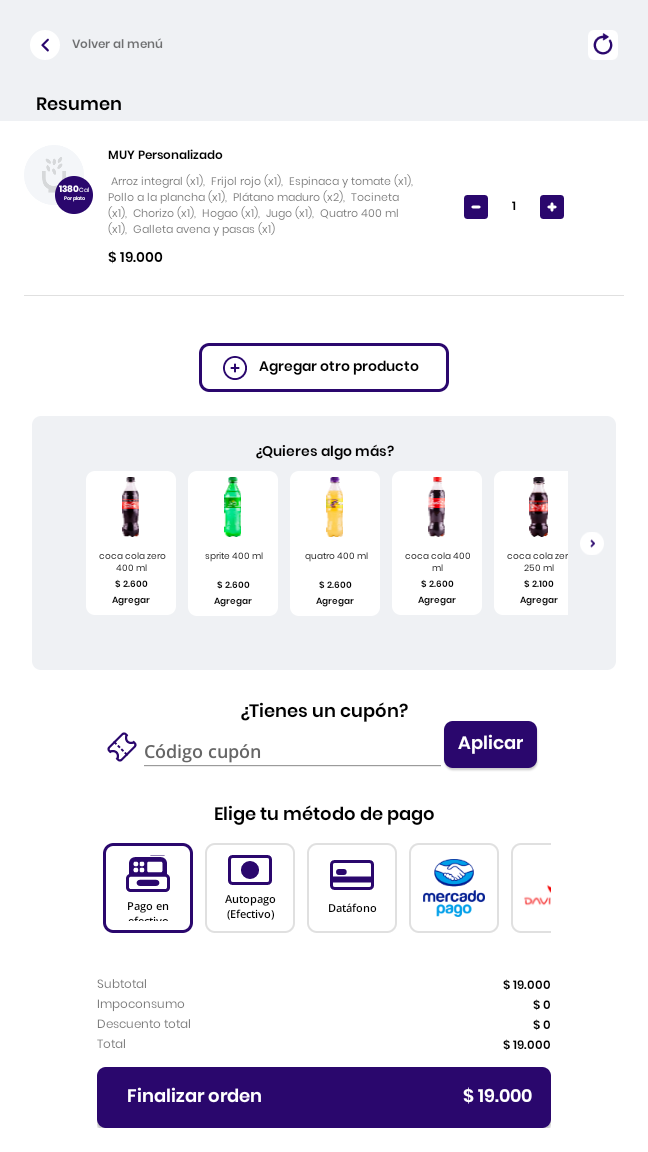 Volver al menú
Resumen
MUY Personalizado
1380Cal
Por plato
Arroz integral (x1), Frijol rojo (x1), Espinaca y tomate (x1),
Pollo a la plancha (x1), Plátano maduro (x2), Tocineta
(x1), Chorizo (x1), Hogao (x1), Jugo (x1), Quatro 400 ml
(x1), Galleta avena y pasas (x1)
1
$ 19.000
Agregar otro producto
¿Quieres algo más?
coca cola zero
400 ml
$ 2.600
Agregar
sprite 400 ml
$ 2.600
Agregar
quatro 400 ml
$ 2.600
Agregar
coca cola 400
ml
$ 2.600
Agregar
coca cola zer
250 ml
$ 2.100
Agregar
¿Tienes un cupón?
Código cupón
Aplicar
Elige tu método de pago
Pago en
efectivo
Autopago
(Efectivo)
Datáfono
mercado
pago
DAVI
Subtotal $ 19.000
Impoconsumo $ 0
Descuento total $ 0
Total $ 19.000
Finalizar orden $ 19.000